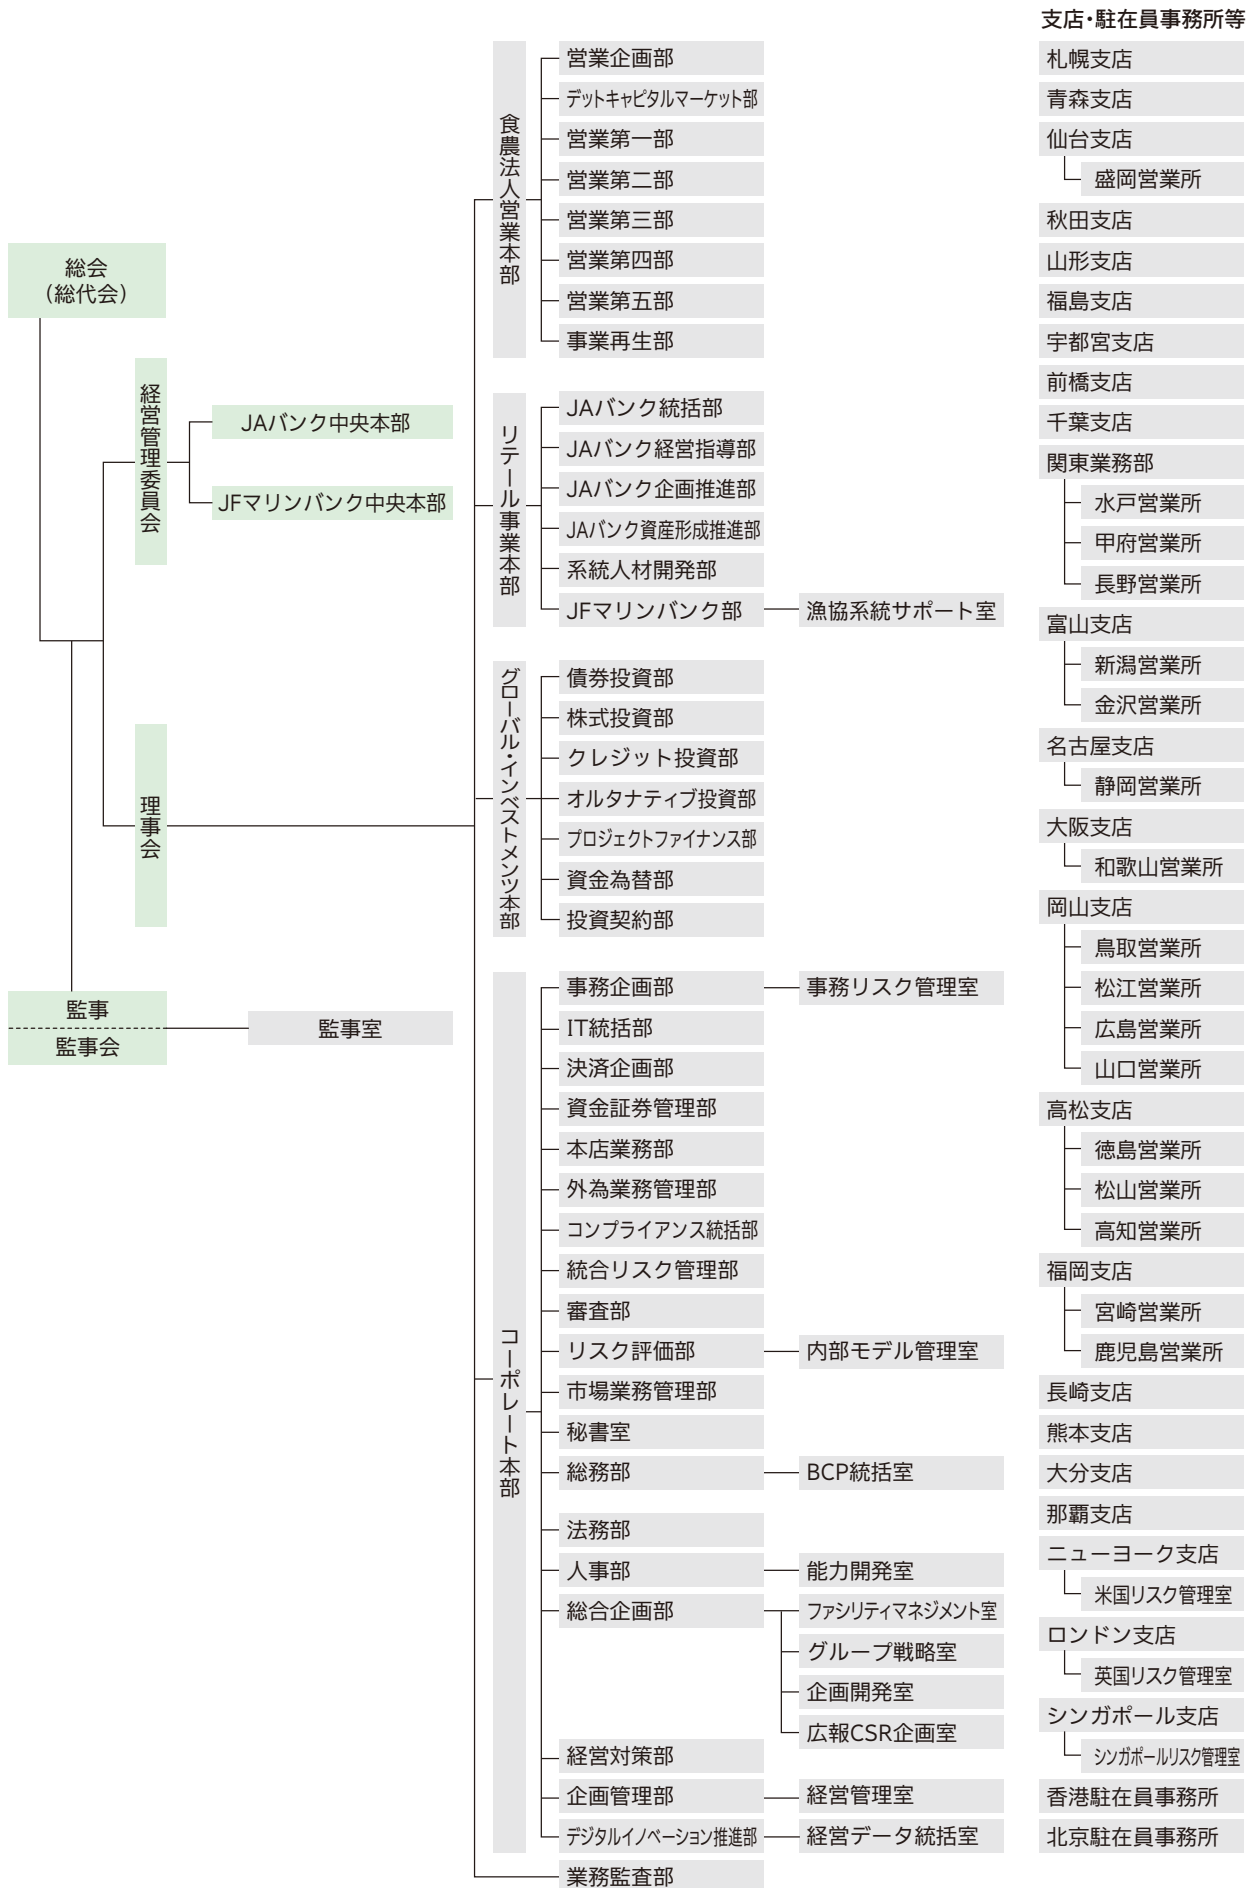 総会
（総代会）
経営管理委員会
JAバンク中央本部
JFマリンバンク中央本部
理事会
監事
監事会
監事室
食農法人営業本部
営業企画部
デットキャピタルマーケット部
営業第一部
営業第二部
営業第三部
営業第四部
営業第五部
事業再生部
リテール事業本部
JAバンク統括部
JAバンク経営指導部
JAバンク企画推進部
JAバンク資産形成推進部
系統人材開発部
JFマリンバンク部
漁協系統サポート室
グローバル・インベストメンツ本部
債券投資部
株式投資部
クレジット投資部
オルタナティブ投資部
プロジェクトファイナンス部
資金為替部
投資契約部
コーポレート本部
事務企画部
事務リスク管理室
IT統括部
決済企画部
資金証券管理部
本店業務部
外為業務管理部
コンプライアンス統括部
統合リスク管理部
審査部
リスク評価部
内部モデル管理室
市場業務管理部
秘書室
総務部
BCP統括室
法務部
人事部
能力開発室
総合企画部
ファシリティマネジメント室
グループ戦略室
企画開発室
広報CSR企画室
経営対策部
企画管理部
経営管理室
デジタルイノベーション推進部
経営データ統括室
業務監査部
支店・駐在員事務所等
札幌支店
青森支店
仙台支店
盛岡営業所
秋田支店
山形支店
福島支店
宇都宮支店
前橋支店
千葉支店
関東業務部
水戸営業所
甲府営業所
長野営業所
富山支店
新潟営業所
金沢営業所
名古屋支店
静岡営業所
大阪支店
和歌山営業所
岡山支店
鳥取営業所
松江営業所
広島営業所
山口営業所
高松支店
徳島営業所
松山営業所
高知営業所
福岡支店
宮崎営業所
鹿児島営業所
長崎支店
熊本支店
大分支店
那覇支店
ニューヨーク支店
米国リスク管理室
ロンドン支店
英国リスク管理室
シンガポール支店
シンガポールリスク管理室
香港駐在員事務所
北京駐在員事務所